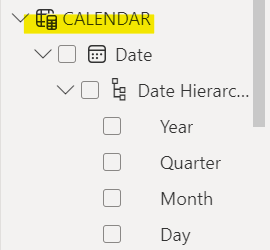 CALENDAR
Date
Date Hierarc...
Year
Quarter
Month
Day